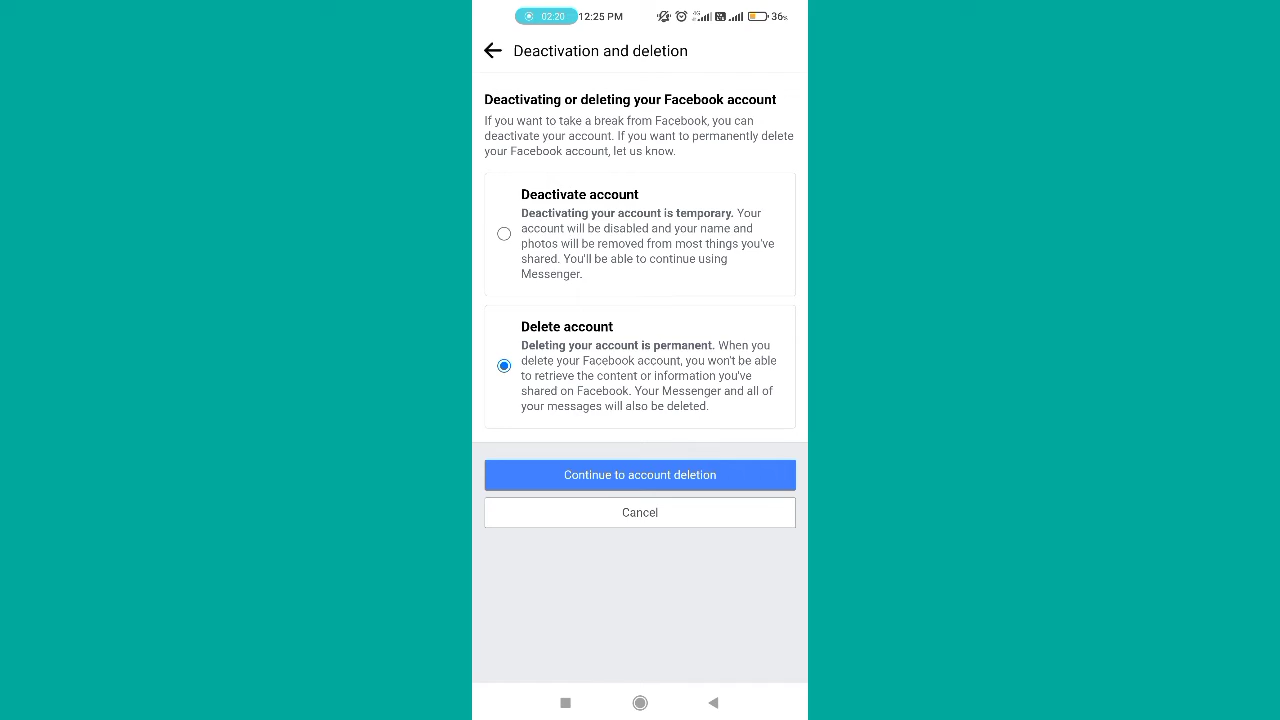 02:20 12:25 PM 36%
Deactivation and deletion
Deactivating or deleting your Facebook account
If you want to take a break from Facebook, you can
deactivate your account. If you want to permanently delete
your Facebook account, let us know.
Deactivate account
Deactivating your account is temporary. Your
account will be disabled and your name and
photos will be removed from most things you've
shared. You'll be able to continue using
Messenger.
Delete account
Deleting your account is permanent. When you
delete your Facebook account, you won't be able
to retrieve the content or information you've
shared on Facebook. Your Messenger and all of
your messages will also be deleted.
Continue to account deletion
Cancel